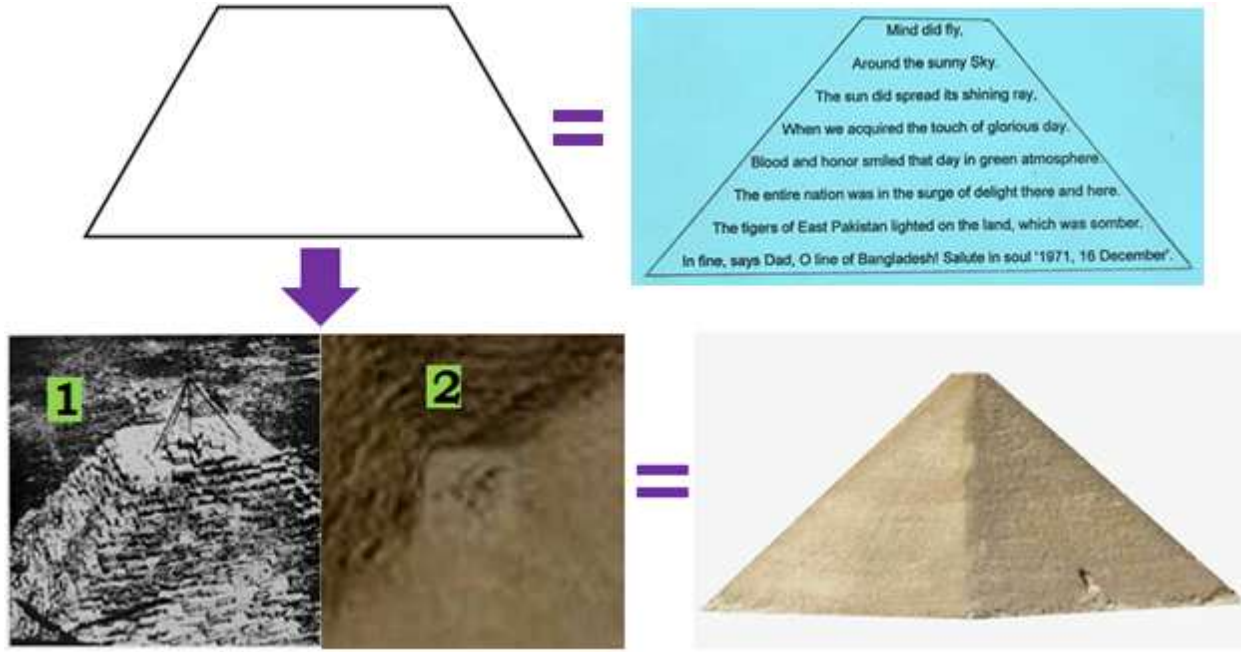 Mind did fly,
Around the sunny Sky.
The sun did spread its shining ray,
When we acquired the touch of glorious day.
Blood and honor smiled that day in green atmosphere.
The entire nation was in the surge of delight there and here.
The tigers of East Pakistan lighted on the land, which was somber.
In fine, says Dad, O line of Bangladesh! Salute in soul '1971, 16 December'.
1
2